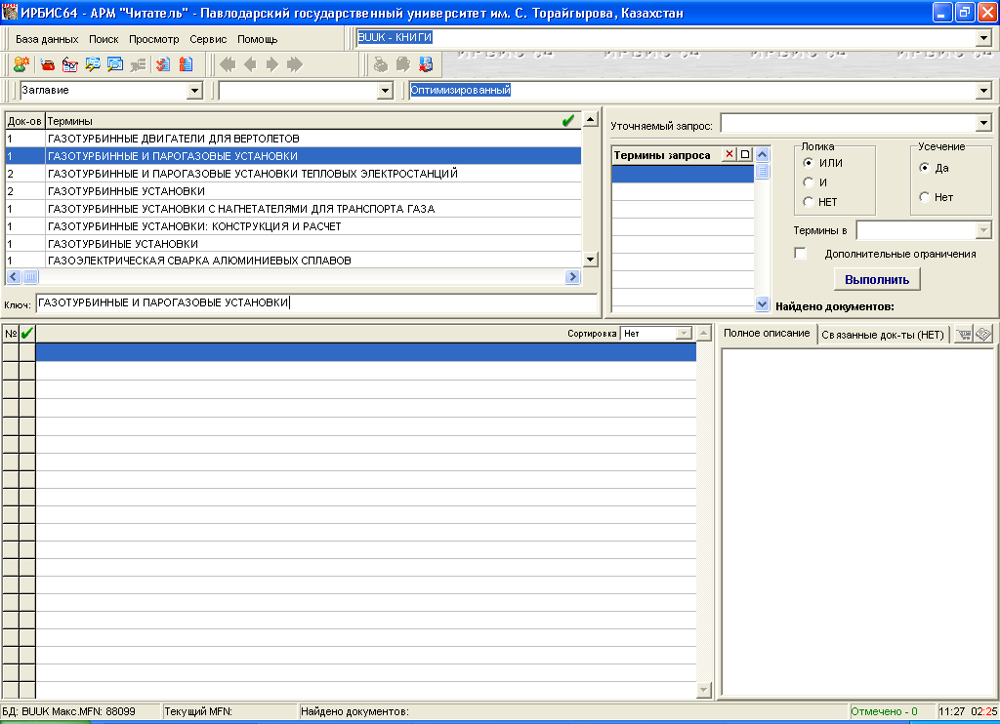 ИРБИС64 - АРМ "Читатель" - Павлодарский государственный университет им. С. Торайгырова, Казахстан
База данных Поиск Просмотр Сервис Помощь
BUUK - КНИГИ
Заглавие
Оптимизированный
Док-ов Термины
1 ГАЗОТУРБИННЫЕ ДВИГАТЕЛИ ДЛЯ ВЕРТОЛЕТОВ
1 ГАЗОТУРБИННЫЕ И ПАРОГАЗОВЫЕ УСТАНОВКИ
2 ГАЗОТУРБИННЫЕ И ПАРОГАЗОВЫЕ УСТАНОВКИ ТЕПЛОВЫХ ЭЛЕКТРОСТАНЦИЙ
2 ГАЗОТУРБИННЫЕ УСТАНОВКИ
1 ГАЗОТУРБИННЫЕ УСТАНОВКИ С НАГНЕТАТЕЛЯМИ ДЛЯ ТРАНСПОРТА ГАЗА
1 ГАЗОТУРБИННЫЕ УСТАНОВКИ: КОНСТРУКЦИЯ И РАСЧЕТ
1 ГАЗОТУРБИНЫЕ УСТАНОВКИ
1 ГАЗОЭЛЕКТРИЧЕСКАЯ СВАРКА АЛЮМИНИЕВЫХ СПЛАВОВ
Ключ: ГАЗОТУРБИННЫЕ И ПАРОГАЗОВЫЕ УСТАНОВКИ
Уточняемый запрос:
Термины запроса
Логика
ИЛИ
И
НЕТ
Усечение
Да
Нет
Термины в
Дополнительные ограничения
Выполнить
Найдено документов:
№ Сортировка Нет
Полное описание Связанные док-ты (НЕТ)
БД: BUUK Макс.MFN: 88099 Текущий MFN: Найдено документов: Отмечено - 0 11:27 02:25